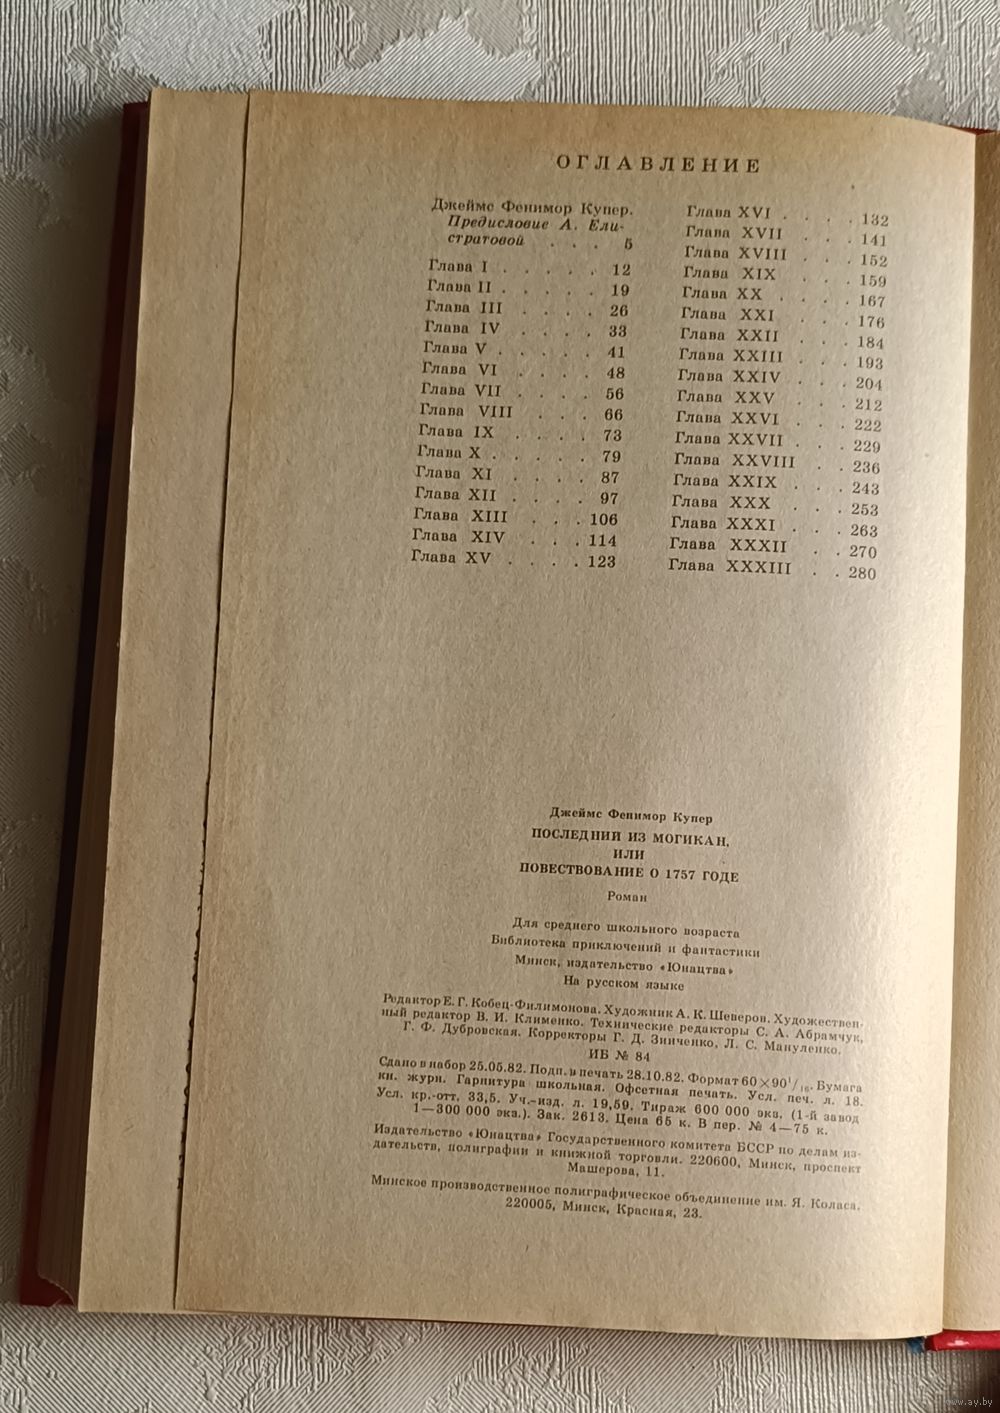 ОГЛАВЛЕНИЕ
Джеймс Фенимор Купер.
Предисловие А. Ели-
стратовой . . . 5
Глава I . . . . . 12
Глава II . . . . . 19
Глава III . . . . 26
Глава IV . . . . 33
Глава V . . . . . 41
Глава VI . . . . 48
Глава VII . . . . 56
Глава VIII . . . 66
Глава IX . . . . 73
Глава X . . . . . 79
Глава XI . . . . 87
Глава XII . . . . 97
Глава XIII . . . 106
Глава XIV . . . 114
Глава XV . . . . 123
Глава XVI . . . . 132
Глава XVII . . . 141
Глава XVIII . . . 152
Глава XIX . . . 159
Глава XX . . . . 167
Глава XXI . . . 176
Глава XXII . . . 184
Глава XXIII . . . 193
Глава XXIV . . . 204
Глава XXV . . . 212
Глава XXVI . . . 222
Глава XXVII . . . 229
Глава XXVIII . . 236
Глава XXIX . . . 243
Глава XXX . . . 253
Глава XXXI . . . 263
Глава XXXII . . 270
Глава XXXIII . . 280
Джеймс Фенимор Купер
ПОСЛЕДНИЙ ИЗ МОГИКАН,
ИЛИ
ПОВЕСТВОВАНИЕ О 1757 ГОДЕ
Роман
Для среднего школьного возраста
Библиотека приключений и фантастики
Минск, издательство «Юнацтва»
На русском языке
Редактор Е. Г. Кобец-Филимонова. Художник А. К. Шеверов. Художествен-
ный редактор В. И. Клименко. Технические редакторы С. А. Абрамчук,
Г. Ф. Дубровская. Корректоры Г. Д. Зинченко, Л. С. Мануленко.
ИБ № 84
Сдано в набор 25.05.82. Подп. в печать 28.10.82. Формат 60×90¹/₁₆. Бумага
кн. журн. Гарнитура школьная. Офсетная печать. Усл. печ. л. 18.
Усл. кр.-отт. 33,5. Уч.-изд. л. 19,59. Тираж 600 000 экз. (1-й завод
1—300 000 экз.). Зак. 2613. Цена 65 к. В пер. № 4—75 к.
Издательство «Юнацтва» Государственного комитета БССР по делам из-
дательств, полиграфии и книжной торговли. 220600, Минск, проспект
Машерова, 11.
Минское производственное полиграфическое объединение им. Я. Коласа.
220005, Минск, Красная, 23.
www.ay.by